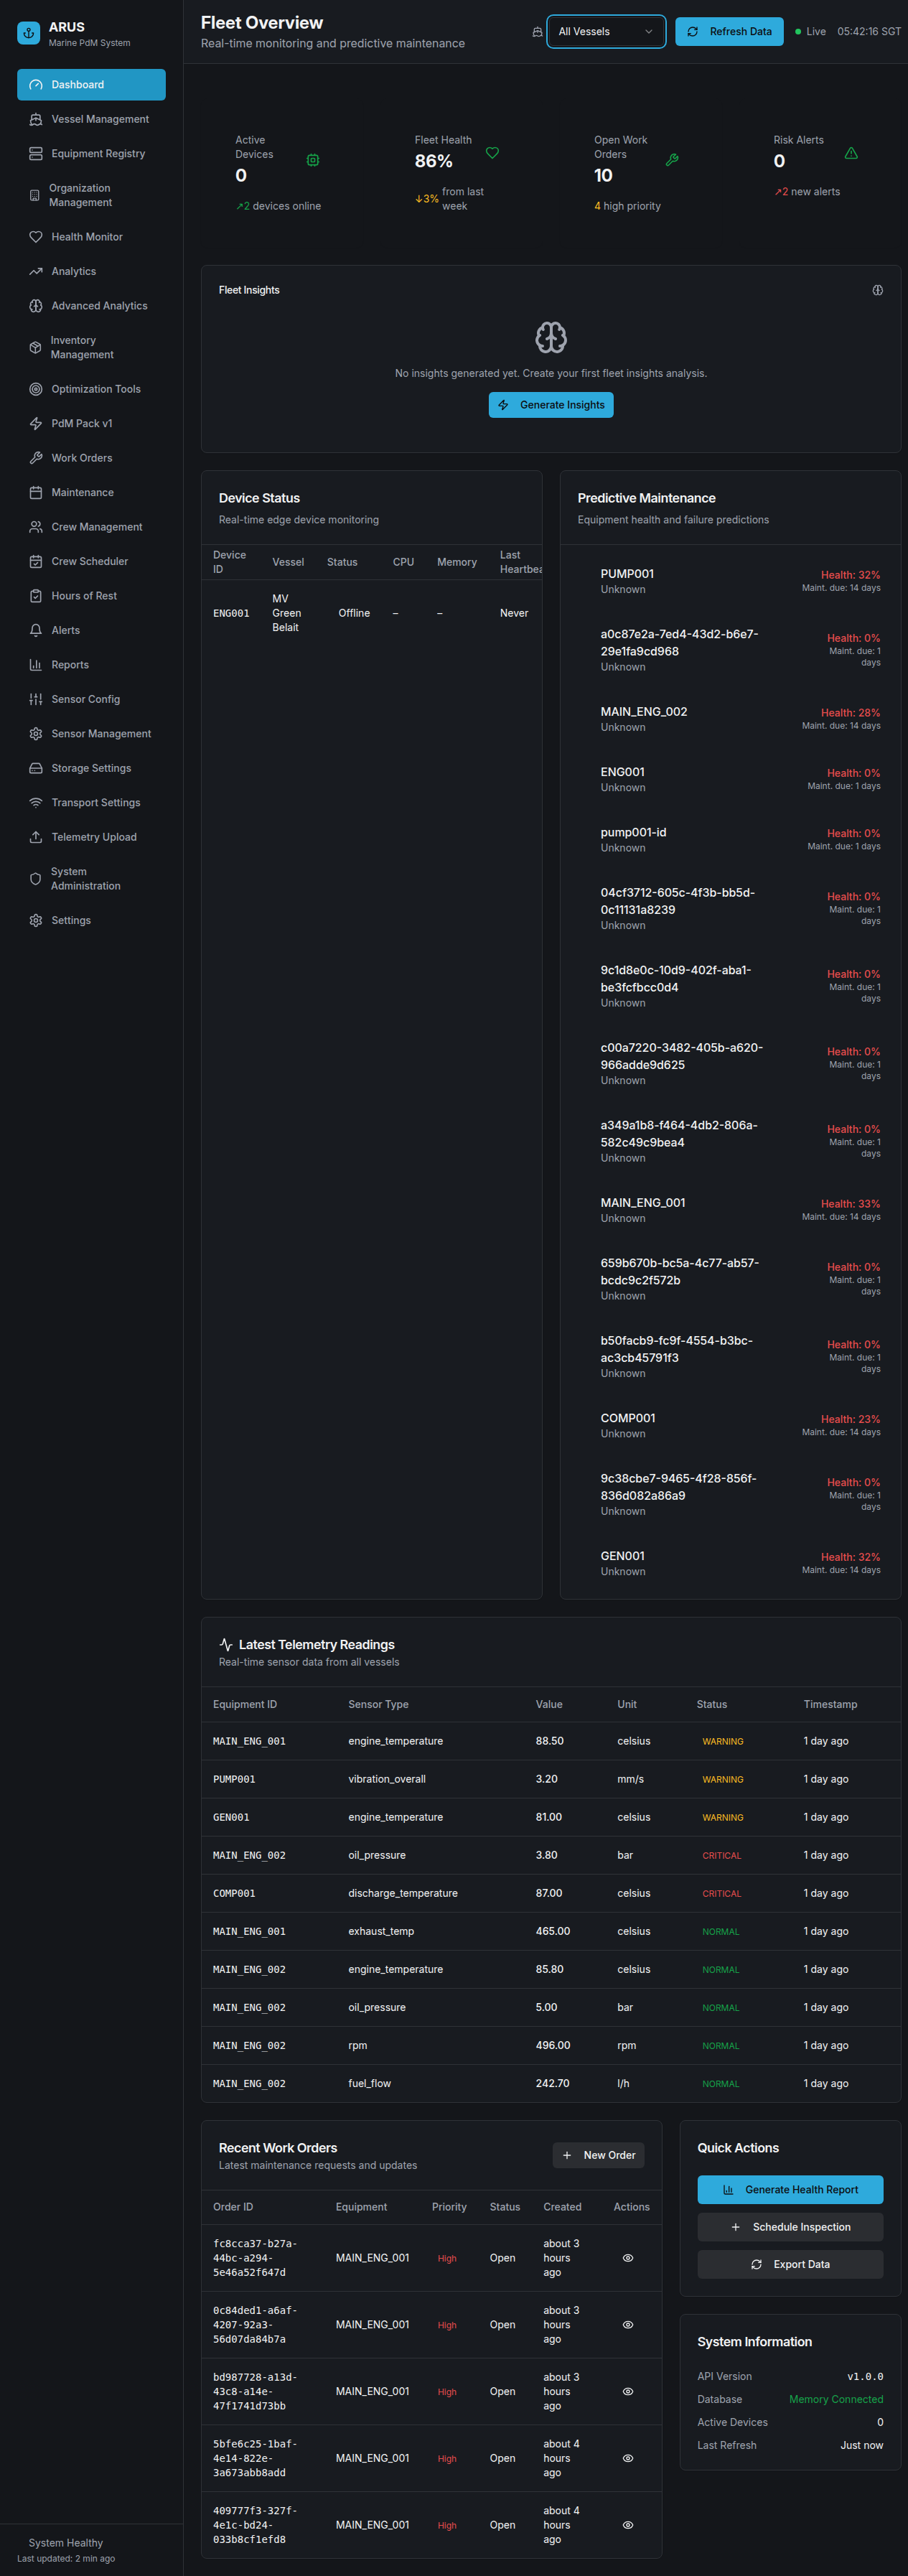 ARUS
Marine PdM System
Dashboard
Vessel Management
Equipment Registry
Organization
Management
Health Monitor
Analytics
Advanced Analytics
Inventory
Management
Optimization Tools
PdM Pack v1
Work Orders
Maintenance
Crew Management
Crew Scheduler
Hours of Rest
Alerts
Reports
Sensor Config
Sensor Management
Storage Settings
Transport Settings
Telemetry Upload
System
Administration
Settings
System Healthy
Last updated: 2 min ago
Fleet Overview
Real-time monitoring and predictive maintenance
All Vessels
Refresh Data
Live
05:42:16 SGT
Active
Devices
0
↗2 devices online
Fleet Health
86%
↓3% from last
week
Open Work
Orders
10
4 high priority
Risk Alerts
0
↗2 new alerts
Fleet Insights
No insights generated yet. Create your first fleet insights analysis.
Generate Insights
Device Status
Real-time edge device monitoring
Device
ID
Vessel
Status
CPU
Memory
Last
Heartbea
ENG001
MV
Green
Belait
Offline
–
–
Never
Predictive Maintenance
Equipment health and failure predictions
PUMP001
Unknown
Health: 32%
Maint. due: 14 days
a0c87e2a-7ed4-43d2-b6e7-
29e1fa9cd968
Unknown
Health: 0%
Maint. due: 1
days
MAIN_ENG_002
Unknown
Health: 28%
Maint. due: 14 days
ENG001
Unknown
Health: 0%
Maint. due: 1 days
pump001-id
Unknown
Health: 0%
Maint. due: 1 days
04cf3712-605c-4f3b-bb5d-
0c11131a8239
Unknown
Health: 0%
Maint. due: 1
days
9c1d8e0c-10d9-402f-aba1-
be3fcfbcc0d4
Unknown
Health: 0%
Maint. due: 1
days
c00a7220-3482-405b-a620-
966adde9d625
Unknown
Health: 0%
Maint. due: 1
days
a349a1b8-f464-4db2-806a-
582c49c9bea4
Unknown
Health: 0%
Maint. due: 1
days
MAIN_ENG_001
Unknown
Health: 33%
Maint. due: 14 days
659b670b-bc5a-4c77-ab57-
bcdc9c2f572b
Unknown
Health: 0%
Maint. due: 1
days
b50facb9-fc9f-4554-b3bc-
ac3cb45791f3
Unknown
Health: 0%
Maint. due: 1
days
COMP001
Unknown
Health: 23%
Maint. due: 14 days
9c38cbe7-9465-4f28-856f-
836d082a86a9
Unknown
Health: 0%
Maint. due: 1
days
GEN001
Unknown
Health: 32%
Maint. due: 14 days
Latest Telemetry Readings
Real-time sensor data from all vessels
Equipment ID Sensor Type Value Unit Status Timestamp
MAIN_ENG_001 engine_temperature 88.50 celsius WARNING 1 day ago
PUMP001 vibration_overall 3.20 mm/s WARNING 1 day ago
GEN001 engine_temperature 81.00 celsius WARNING 1 day ago
MAIN_ENG_002 oil_pressure 3.80 bar CRITICAL 1 day ago
COMP001 discharge_temperature 87.00 celsius CRITICAL 1 day ago
MAIN_ENG_001 exhaust_temp 465.00 celsius NORMAL 1 day ago
MAIN_ENG_002 engine_temperature 85.80 celsius NORMAL 1 day ago
MAIN_ENG_002 oil_pressure 5.00 bar NORMAL 1 day ago
MAIN_ENG_002 rpm 496.00 rpm NORMAL 1 day ago
MAIN_ENG_002 fuel_flow 242.70 l/h NORMAL 1 day ago
Recent Work Orders
Latest maintenance requests and updates
New Order
Order ID Equipment Priority Status Created Actions
fc8cca37-b27a-
44bc-a294-
5e46a52f647d
MAIN_ENG_001
High
Open
about 3
hours
ago
0c84ded1-a6af-
4207-92a3-
56d07da84b7a
MAIN_ENG_001
High
Open
about 3
hours
ago
bd987728-a13d-
43c8-a14e-
47f1741d73bb
MAIN_ENG_001
High
Open
about 3
hours
ago
5bfe6c25-1baf-
4e14-822e-
3a673abb8add
MAIN_ENG_001
High
Open
about 4
hours
ago
409777f3-327f-
4e1c-bd24-
033b8cf1efd8
MAIN_ENG_001
High
Open
about 4
hours
ago
Quick Actions
Generate Health Report
Schedule Inspection
Export Data
System Information
API Version v1.0.0
Database Memory Connected
Active Devices 0
Last Refresh Just now